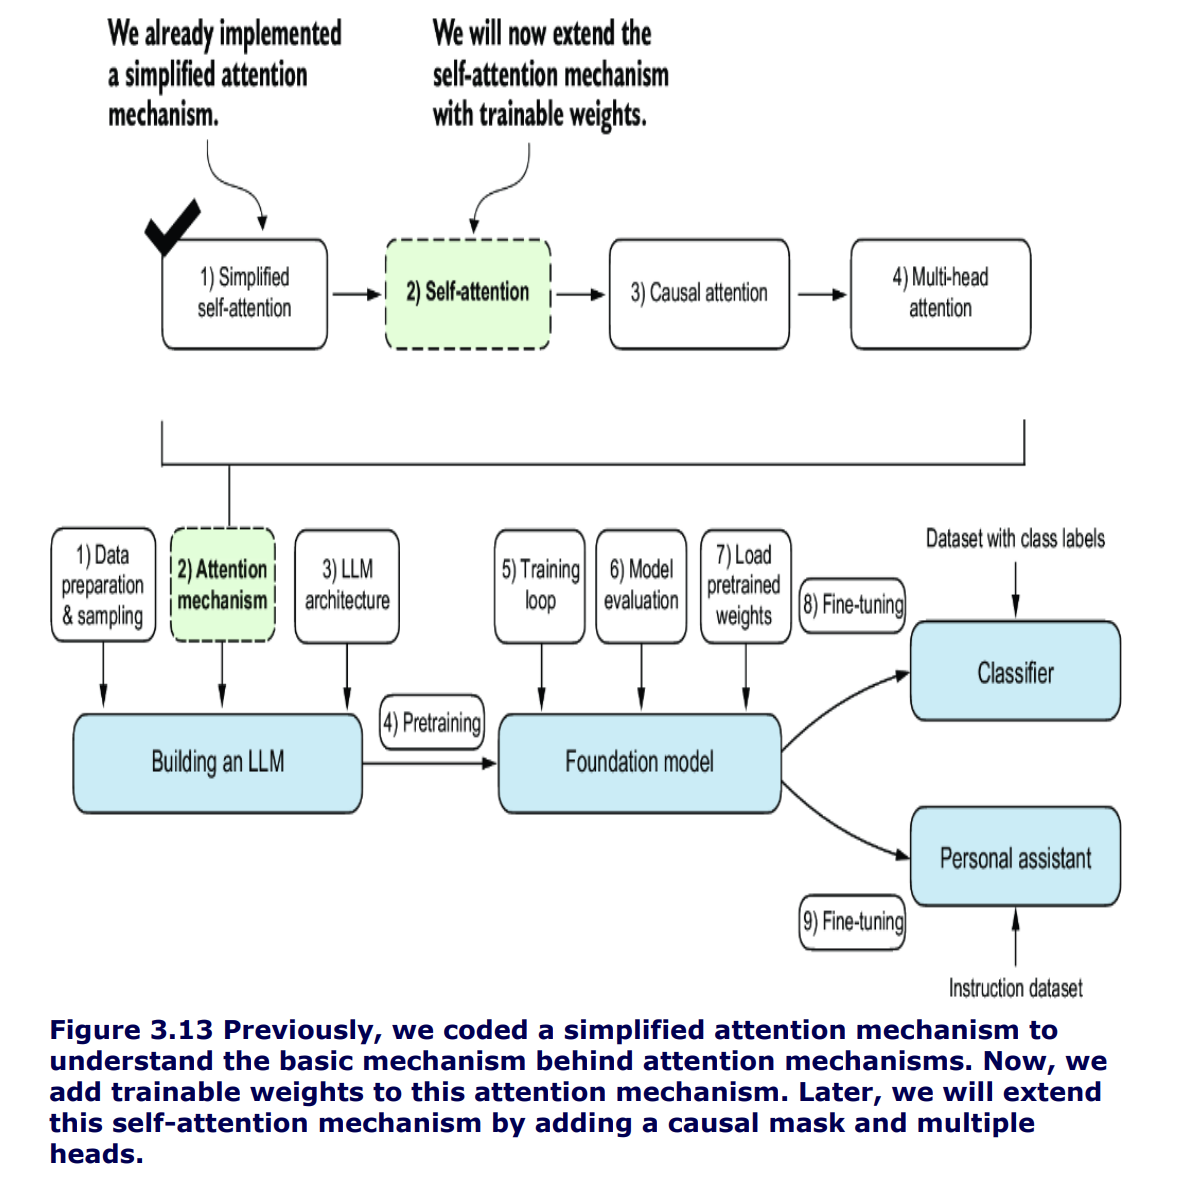 We already implemented
a simplified attention
mechanism.
We will now extend the
self-attention mechanism
with trainable weights.
1) Simplified
self-attention
2) Self-attention
3) Causal attention
4) Multi-head
attention
1) Data
preparation
& sampling
2) Attention
mechanism
3) LLM
architecture
5) Training
loop
6) Model
evaluation
7) Load
pretrained
weights
8) Fine-tuning
Dataset with class labels
Classifier
4) Pretraining
Building an LLM
Foundation model
Personal assistant
9) Fine-tuning
Instruction dataset
Figure 3.13 Previously, we coded a simplified attention mechanism to
understand the basic mechanism behind attention mechanisms. Now, we
add trainable weights to this attention mechanism. Later, we will extend
this self-attention mechanism by adding a causal mask and multiple
heads.